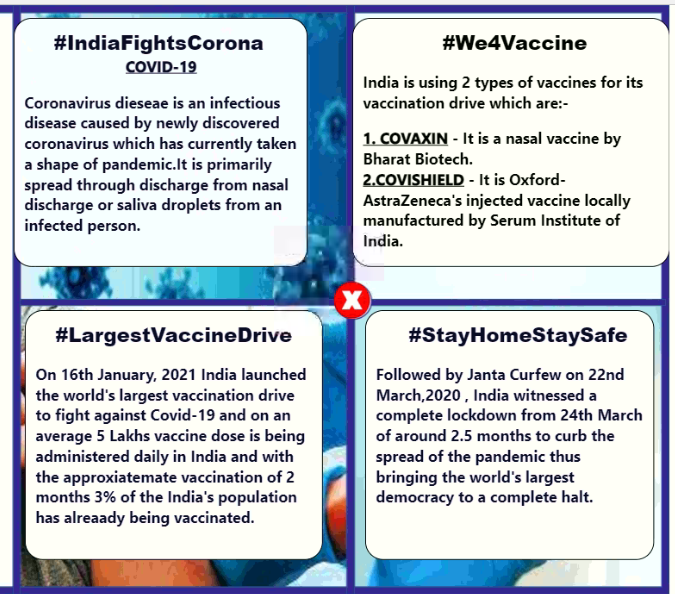 #IndiaFightsCorona
COVID-19
Coronavirus dieseae is an infectious
disease caused by newly discovered
coronavirus which has currently taken
a shape of pandemic.It is primarily
spread through discharge from nasal
discharge or saliva droplets from an
infected person.
#We4Vaccine
India is using 2 types of vaccines for its
vaccination drive which are:-
1. COVAXIN - It is a nasal vaccine by
Bharat Biotech.
2.COVISHIELD - It is Oxford-
AstraZeneca's injected vaccine locally
manufactured by Serum Institute of
India.
X
#LargestVaccineDrive
On 16th January, 2021 India launched
the world's largest vaccination drive
to fight against Covid-19 and on an
average 5 Lakhs vaccine dose is being
administered daily in India and with
the approxiatemate vaccination of 2
months 3% of the India's population
has alreaady being vaccinated.
#StayHomeStaySafe
Followed by Janta Curfew on 22nd
March,2020 , India witnessed a
complete lockdown from 24th March
of around 2.5 months to curb the
spread of the pandemic thus
bringing the world's largest
democracy to a complete halt.